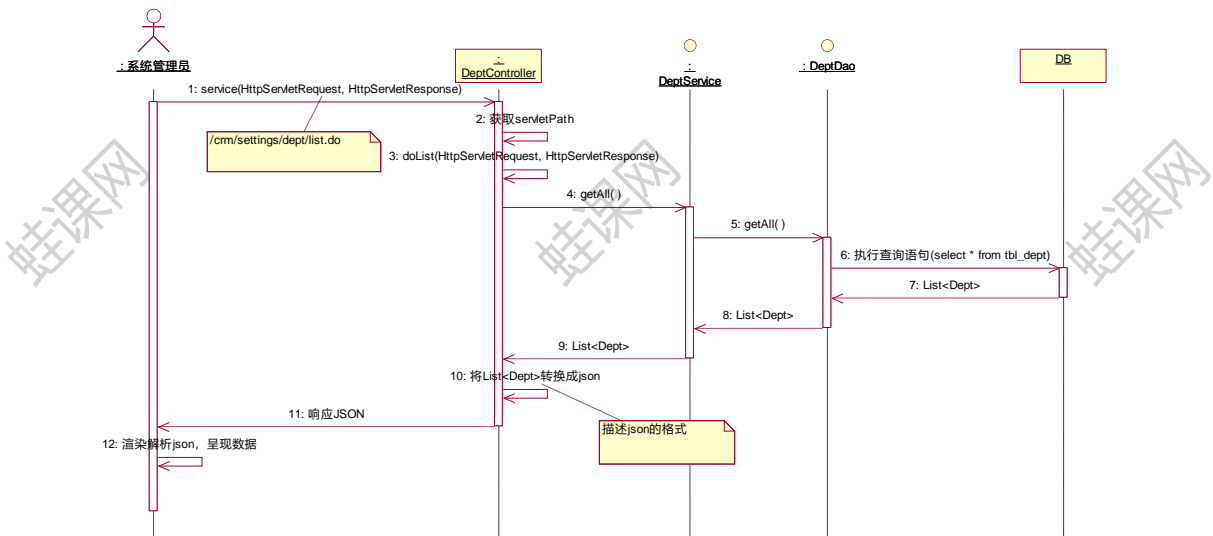 : 系统管理员
:
DeptController
:
DeptService
: DeptDao
DB
1: service(HttpServletRequest, HttpServletResponse)
/crm/settings/dept/list.do
2: 获取servletPath
3: doList(HttpServletRequest, HttpServletResponse)
4: getAll( )
5: getAll( )
6: 执行查询语句(select * from tbl_dept)
7: List<Dept>
8: List<Dept>
9: List<Dept>
10: 将List<Dept>转换成json
11: 响应JSON
描述json的格式
12: 渲染解析json，呈现数据
蛙课网
蛙课网
蛙课网